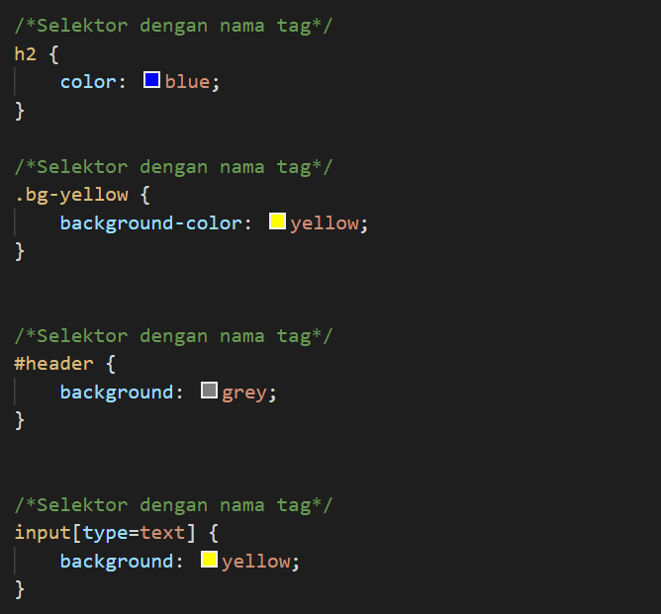 /*Selektor dengan nama tag*/
h2 {
    color: blue;
}
/*Selektor dengan nama tag*/
.bg-yellow {
    background-color: yellow;
}
/*Selektor dengan nama tag*/
#header {
    background: grey;
}
/*Selektor dengan nama tag*/
input[type=text] {
    background: yellow;
}